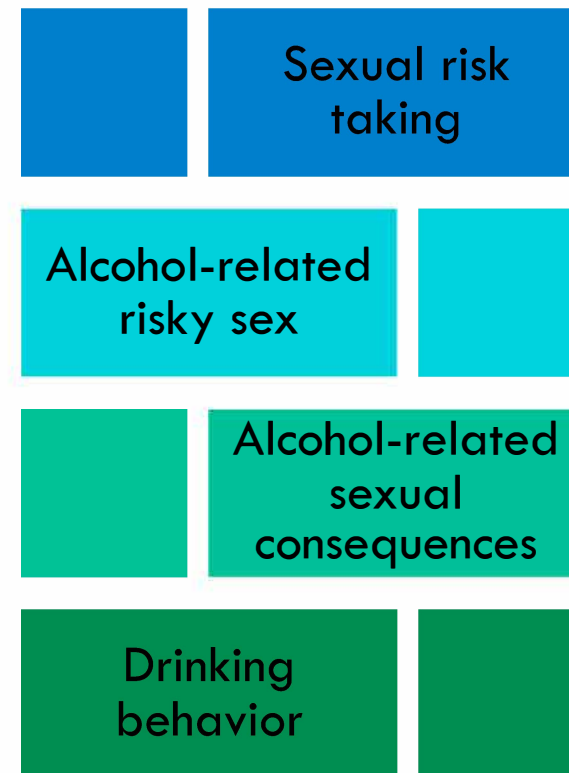 Sexual risk
taking
Alcohol-related
risky sex
Alcohol-related
sexual
consequences
Drinking
behavior